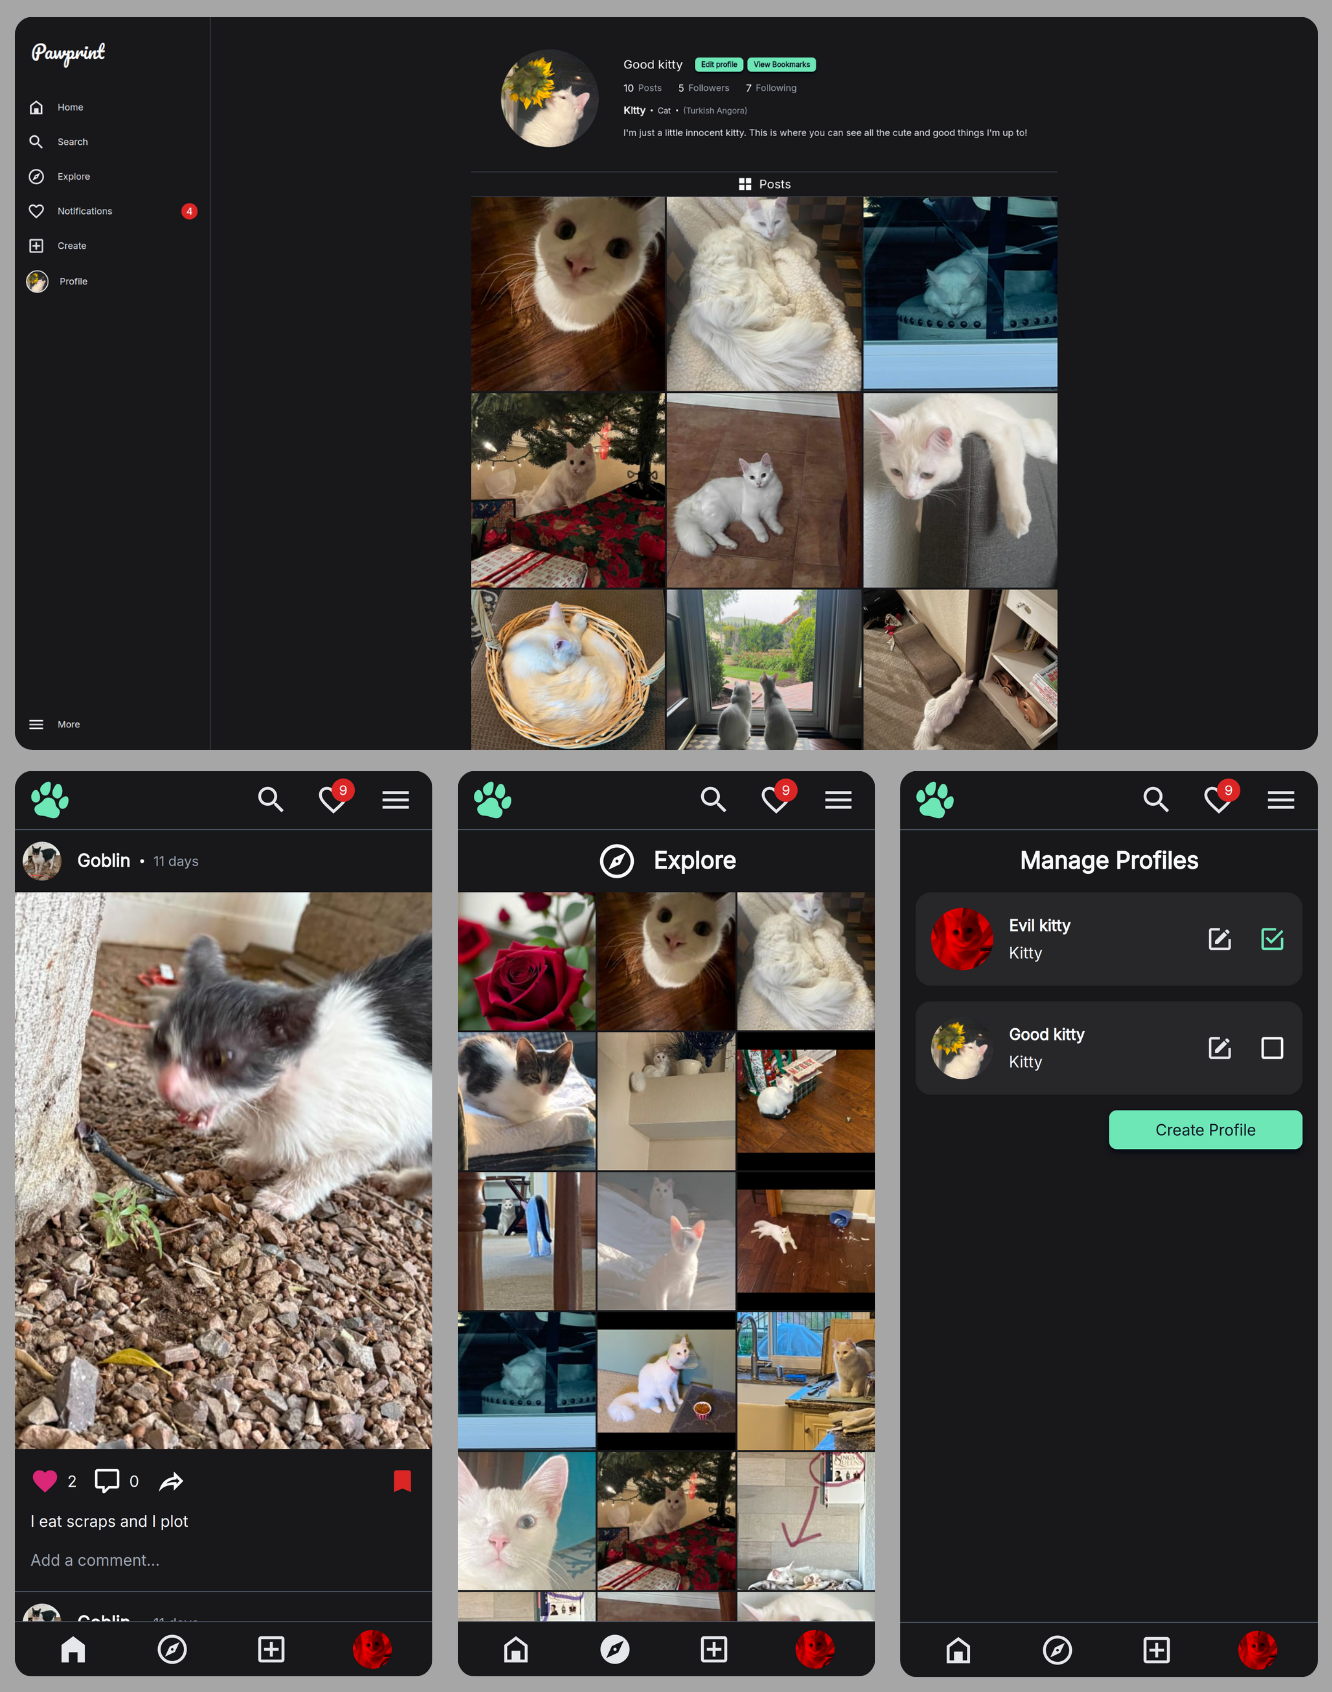 Pawprint
Home
Search
Explore
Notifications
4
Create
Profile
More
Good kitty Edit profile View Bookmarks
10 Posts 5 Followers 7 Following
Kitty • Cat • (Turkish Angora)
I'm just a little innocent kitty. This is where you can see all the cute and good things I'm up to!
Posts
9
Goblin • 11 days
2 0
I eat scraps and I plot
Add a comment...
Goblin 11 days
9
Explore
9
Manage Profiles
Evil kitty
Kitty
Good kitty
Kitty
Create Profile